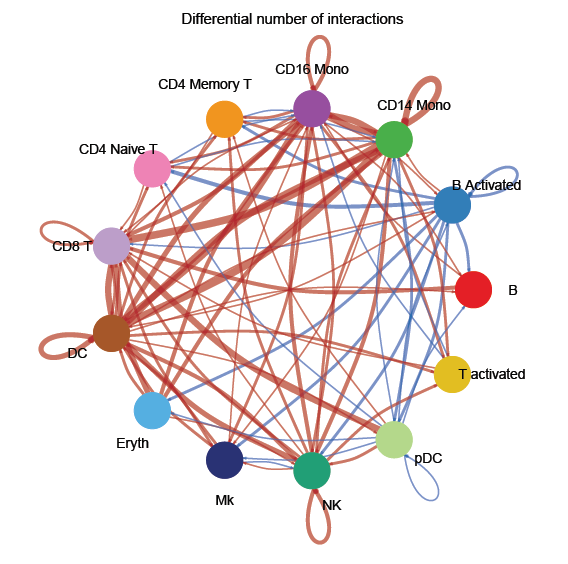 Differential number of interactions
CD16 Mono
CD4 Memory T
CD14 Mono
CD4 Naive T
B Activated
CD8 T
B
DC
T activated
Eryth
pDC
Mk
NK